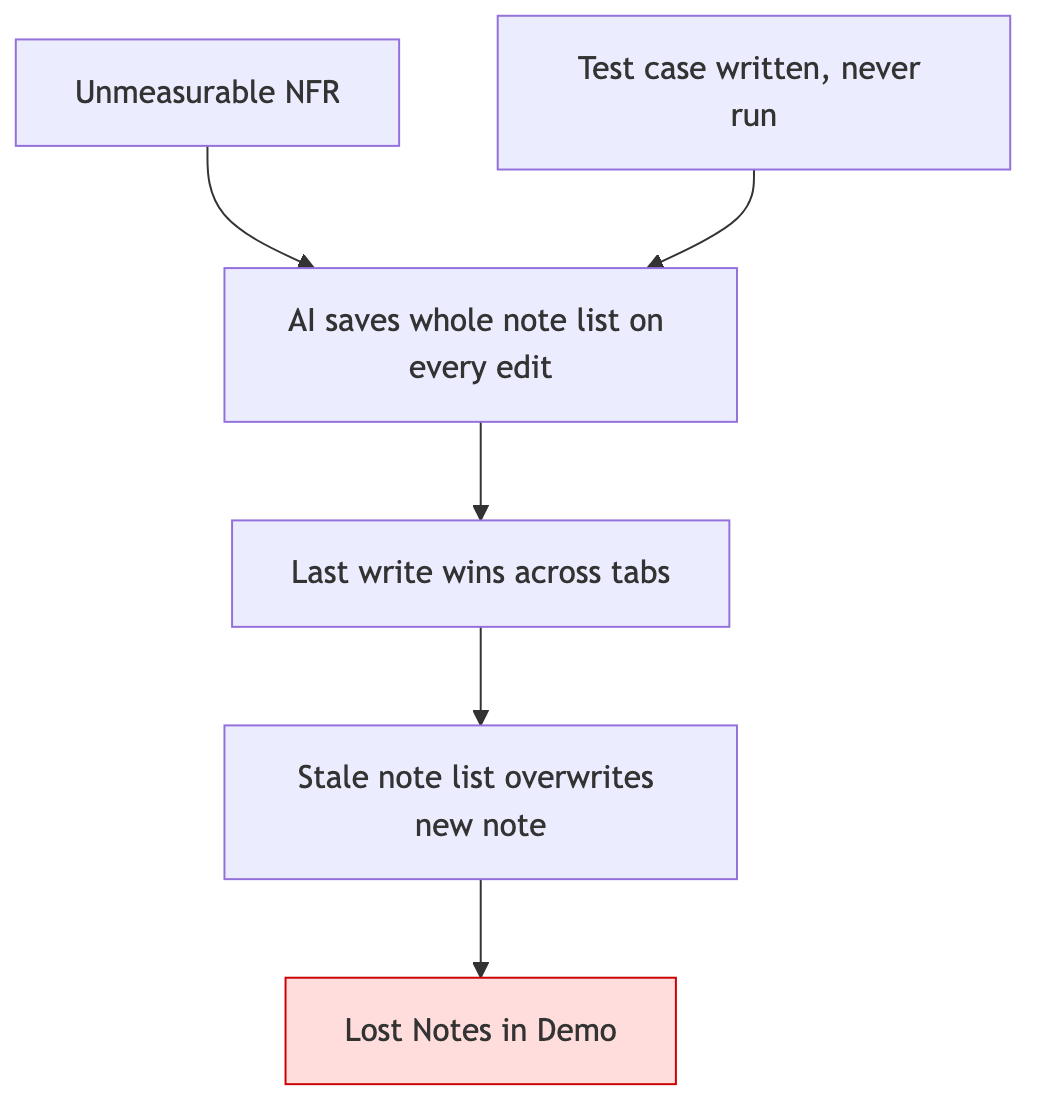 Unmeasurable NFR
Test case written, never
run
AI saves whole note list on
every edit
Last write wins across tabs
Stale note list overwrites
new note
Lost Notes in Demo